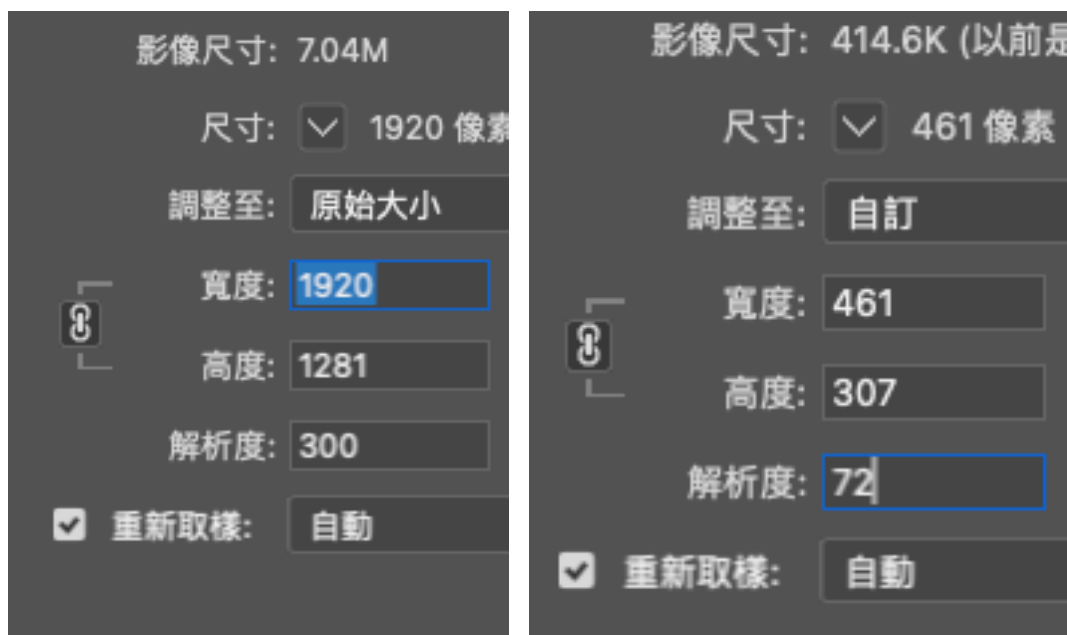 影像尺寸: 7.04M
尺寸: 1920 像素
調整至: 原始大小
寬度: 1920
高度: 1281
解析度: 300
重新取樣: 自動
影像尺寸: 414.6K (以前是
尺寸: 461 像素
調整至: 自訂
寬度: 461
高度: 307
解析度: 72
重新取樣: 自動